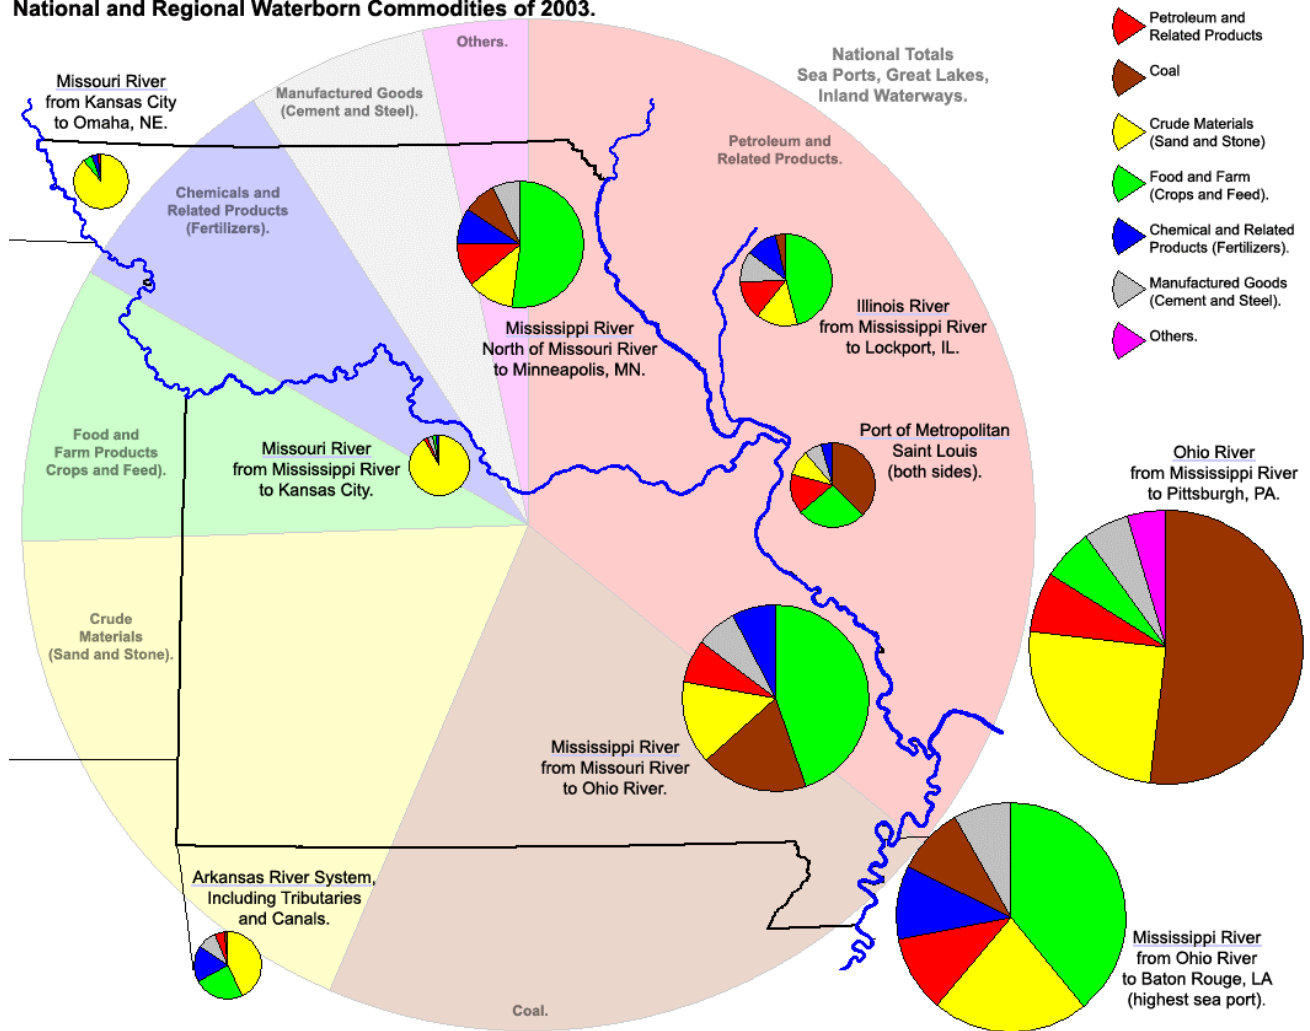 National and Regional Waterborn Commodities of 2003.
Others.
National Totals
Sea Ports, Great Lakes,
Inland Waterways.
Petroleum and
Related Products
Coal
Crude Materials
(Sand and Stone)
Food and Farm
(Crops and Feed).
Chemical and Related
Products (Fertilizers).
Manufactured Goods
(Cement and Steel).
Others.
Missouri River
from Kansas City
to Omaha, NE.
Manufactured Goods
(Cement and Steel).
Petroleum and
Related Products.
Chemicals and
Related Products
(Fertilizers).
Mississippi River
North of Missouri River
to Minneapolis, MN.
Illinois River
from Mississippi River
to Lockport, IL.
Food and
Farm Products
Crops and Feed).
Missouri River
from Mississippi River
to Kansas City.
Port of Metropolitan
Saint Louis
(both sides).
Ohio River
from Mississippi River
to Pittsburgh, PA.
Crude
Materials
(Sand and Stone).
Mississippi River
from Missouri River
to Ohio River.
Arkansas River System,
Including Tributaries
and Canals.
Mississippi River
from Ohio River
to Baton Rouge, LA
(highest sea port).
Coal.